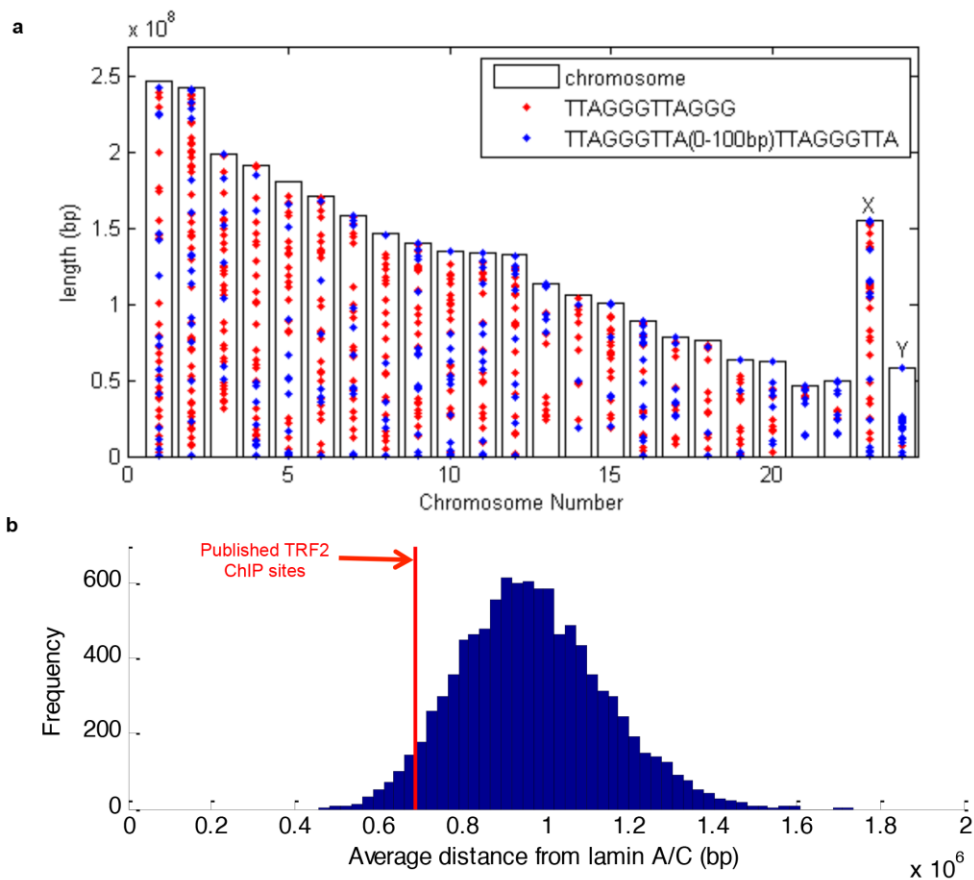 a
x 10^8
2.5
2
1.5
1
0.5
0
length (bp)
chromosome
TTAGGGTTAGGG
TTAGGGTTA(0-100bp)TTAGGGTTA
X
Y
0
5
10
15
20
Chromosome Number
b
Published TRF2
ChIP sites
600
400
200
0
Frequency
0
0.2
0.4
0.6
0.8
1
1.2
1.4
1.6
1.8
2
Average distance from lamin A/C (bp)
x 10^6